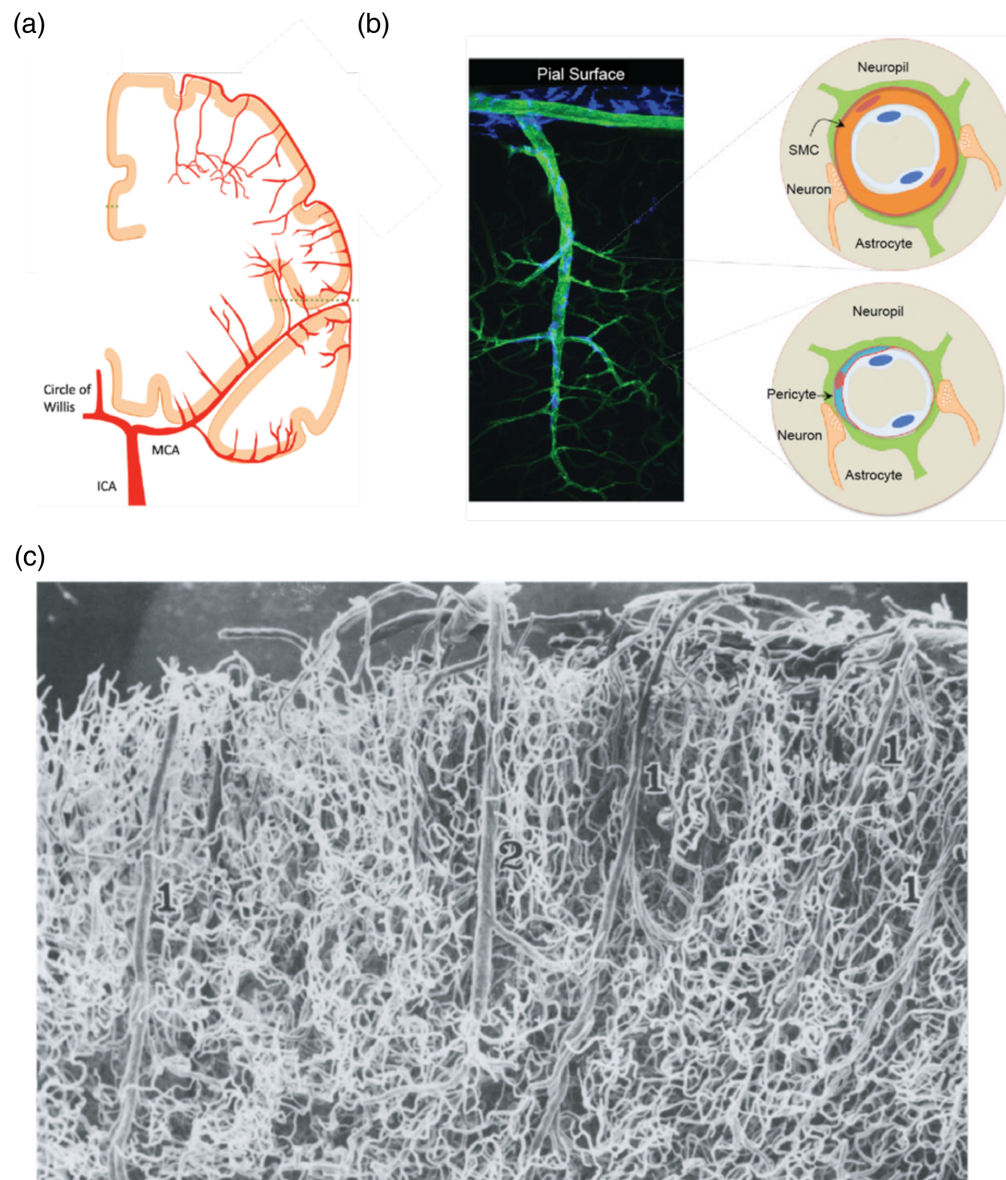 (a)
(b)
Circle of
Willis
MCA
ICA
Pial Surface
Neuropil
SMC
Neuron
Astrocyte
Neuropil
Pericyte
Neuron
Astrocyte
(c)
1
2
1
1
1